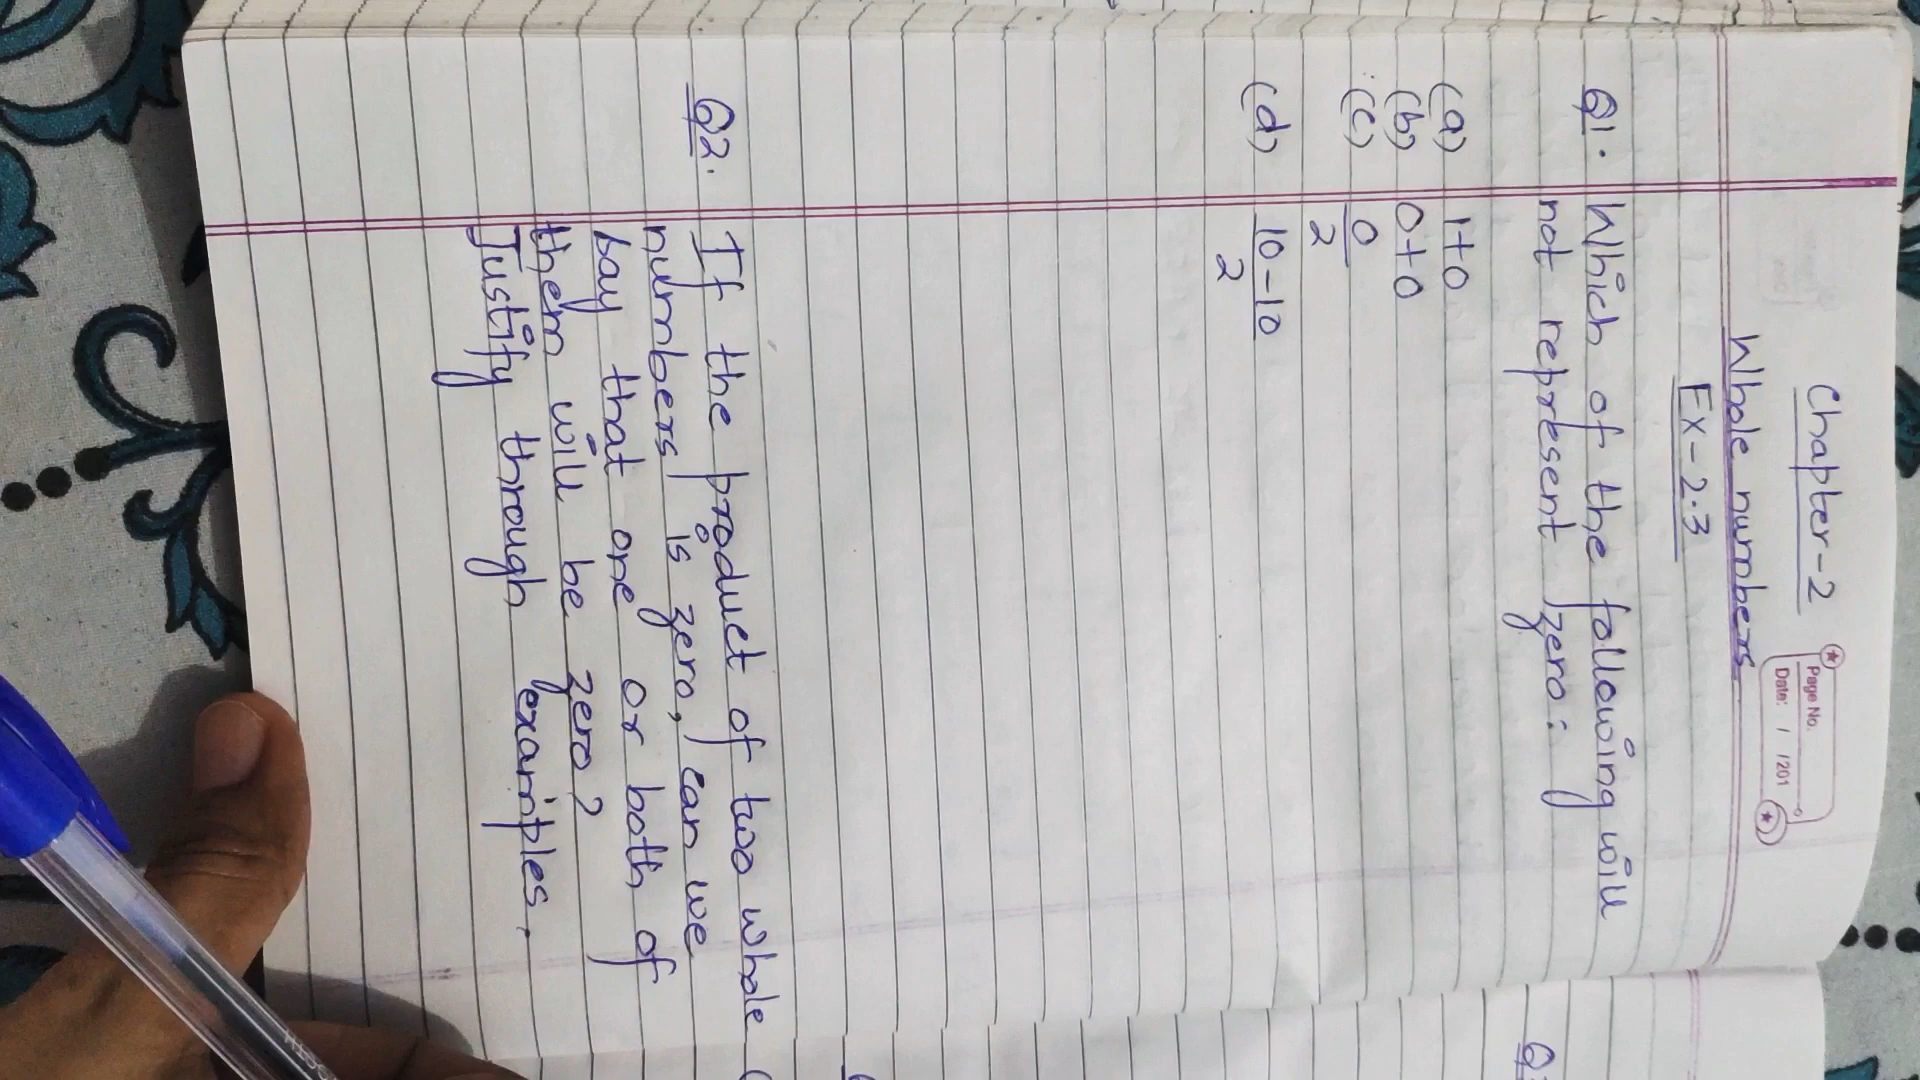 Chapter-2
Page No.
Date: / /201
Whole numbers
EX-2.3
Q1. Which of the following will
not represent zero:
(a) 1+0
(b) 0+0
(c) 0/2
(d) 10-10/2
Q2. If the product of two whole
numbers is zero, can we
say that one or both of
them will be zero?
Justify through examples.